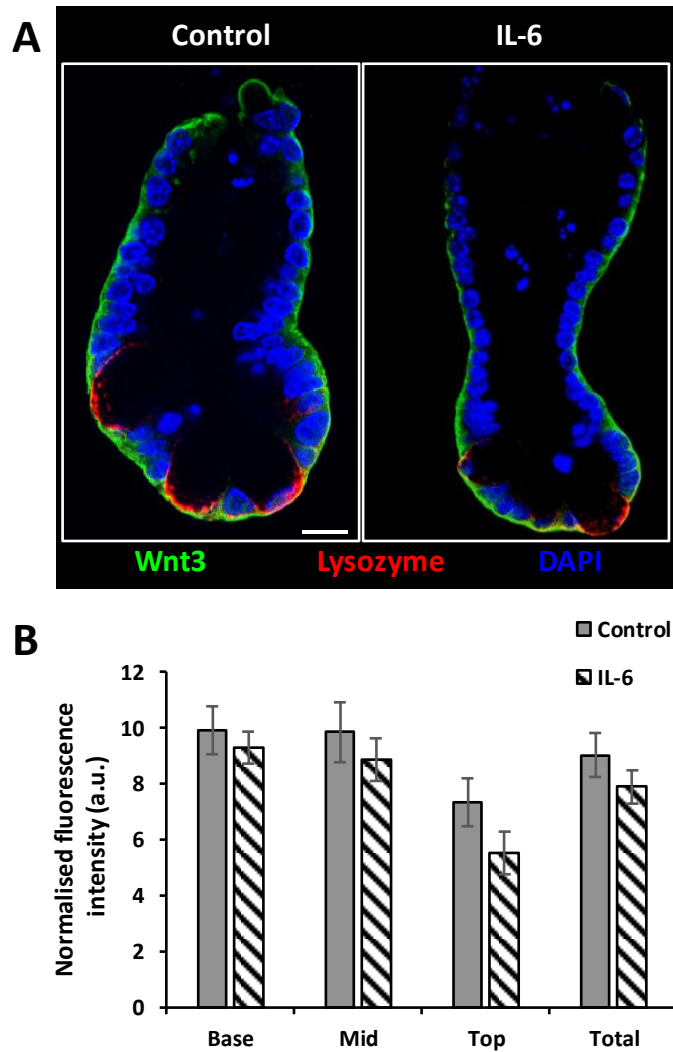 A
Control IL-6
Wnt3 Lysozyme DAPI
B
Control
IL-6
Normalised fluorescence
intensity (a.u.)
12
10
8
6
4
2
0
Base Mid Top Total